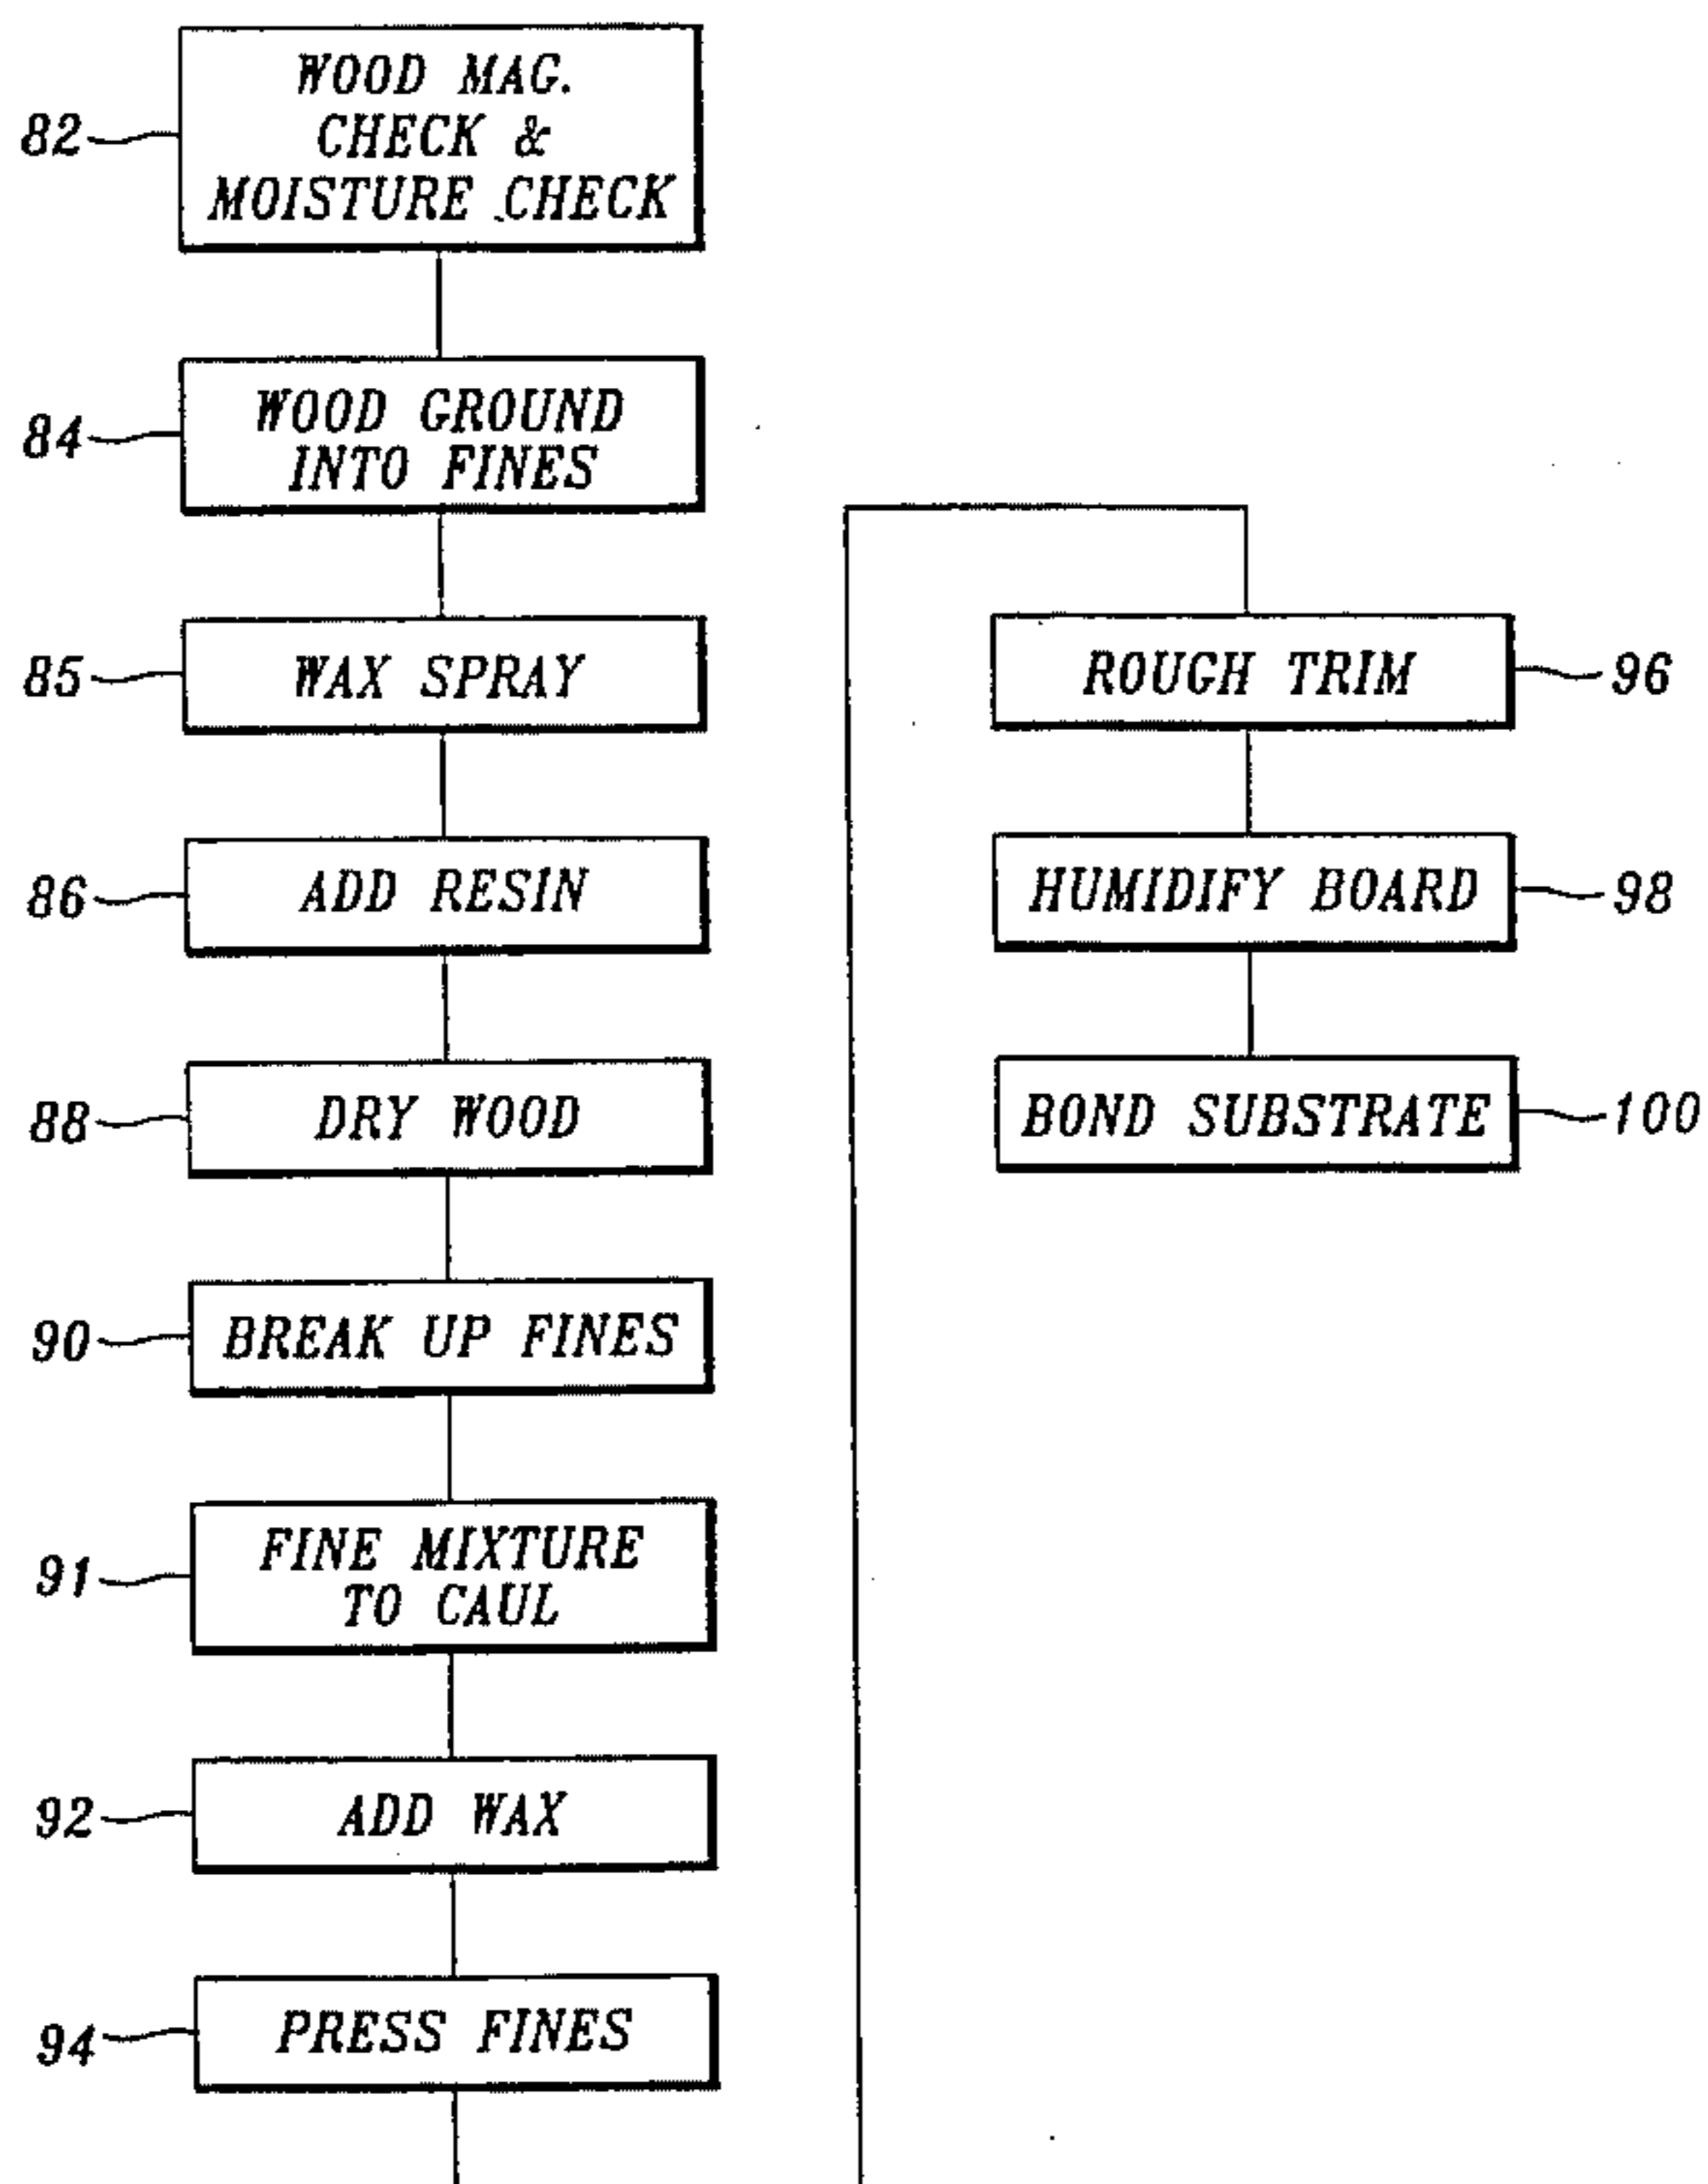 82
WOOD MAG.
CHECK &
MOISTURE CHECK
84
WOOD GROUND
INTO FINES
85
WAX SPRAY
86
ADD RESIN
88
DRY WOOD
90
BREAK UP FINES
91
FINE MIXTURE
TO CAUL
92
ADD WAX
94
PRESS FINES
ROUGH TRIM
96
HUMIDIFY BOARD
98
BOND SUBSTRATE
100